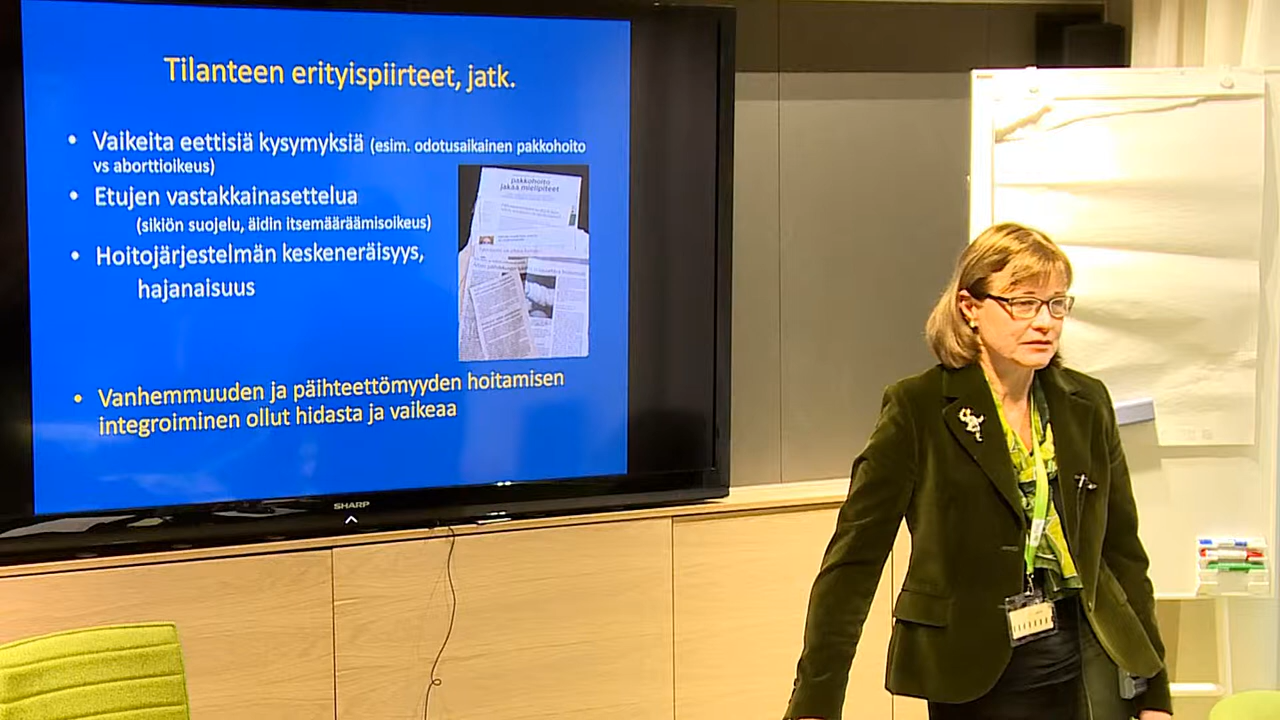 Tilanteen erityispiirteet, jatk.
• Vaikeita eettisiä kysymyksiä (esim. odotusaikainen pakkohoito
vs aborttioikeus)
• Etujen vastakkainasettelua
(sikiön suojelu, äidin itsemääräämisoikeus)
• Hoitojärjestelmän keskeneräisyys,
hajanaisuus
pakkohoito
jakaa mielipiteet
• Vanhemmuuden ja päihteettömyyden hoitamisen
integroiminen ollut hidasta ja vaikeaa
SHARP